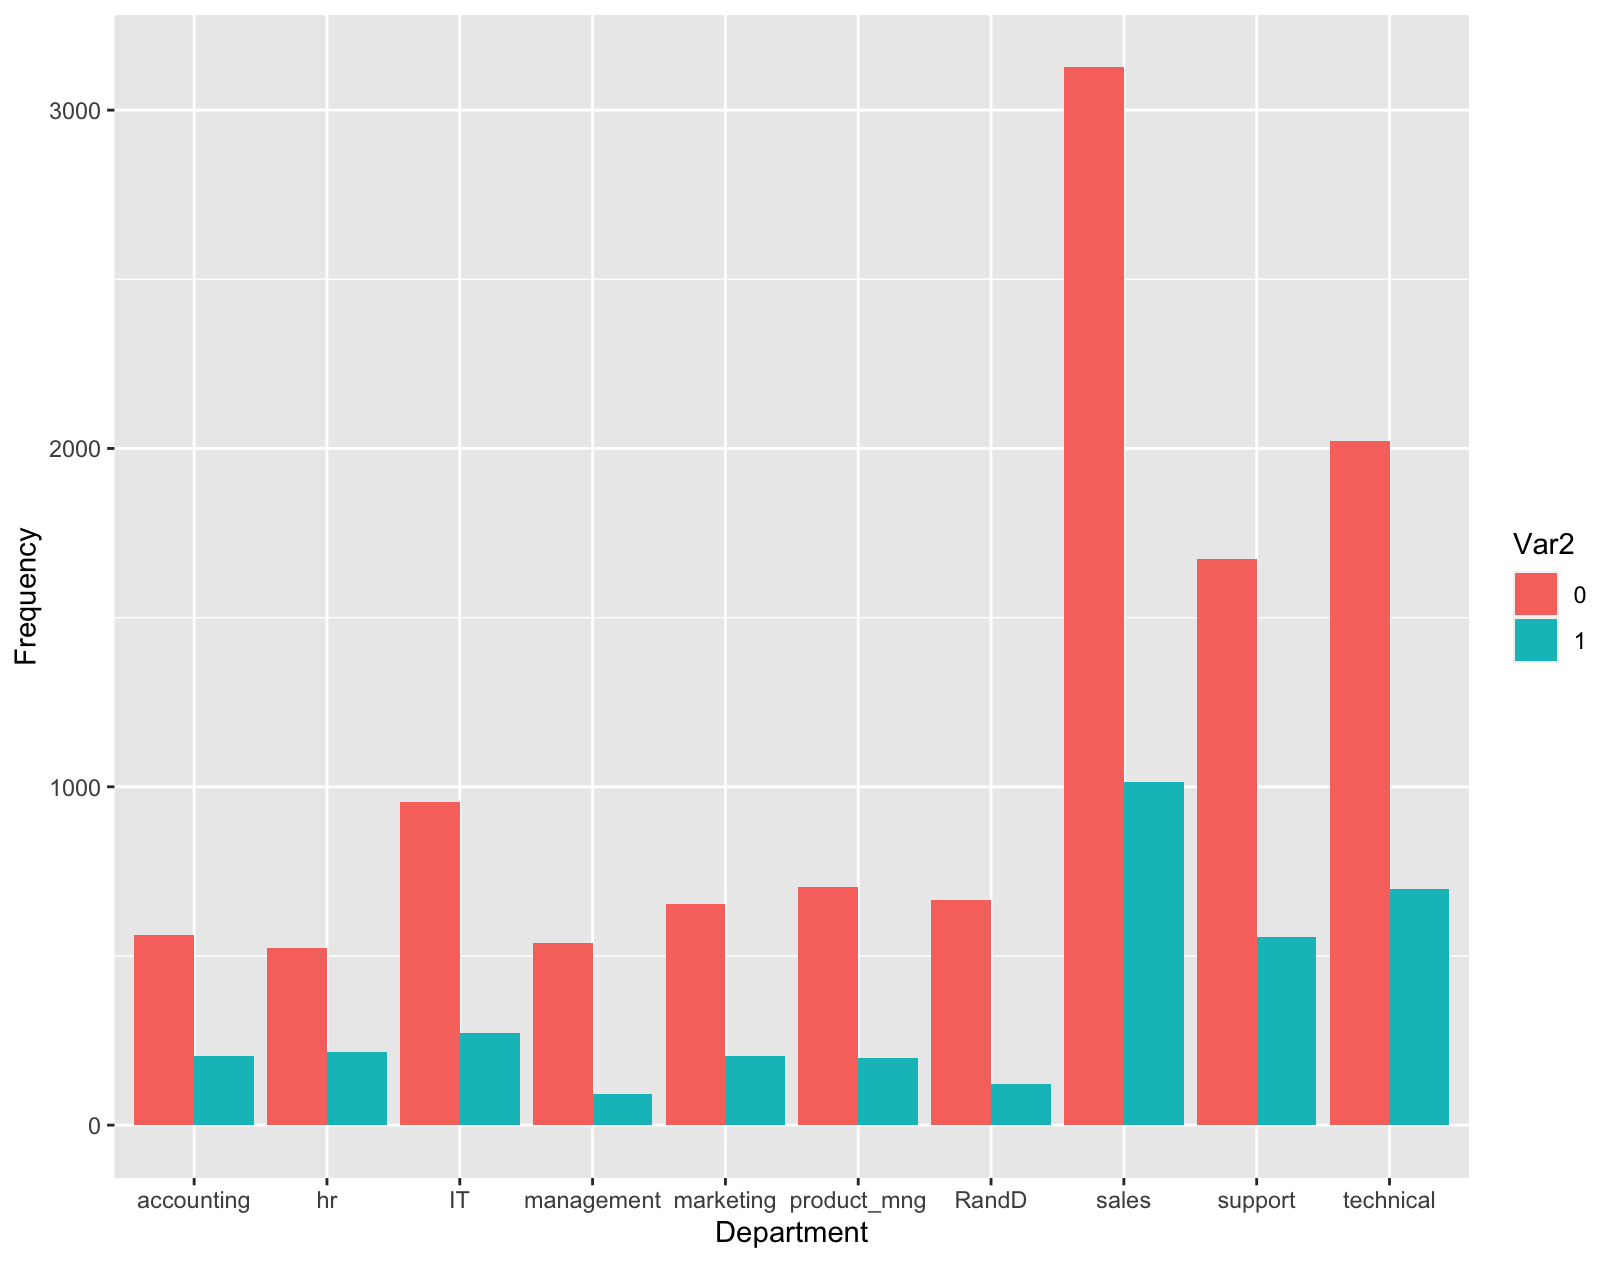 3000
2000
1000
0
Frequency
accounting hr IT management marketing product_mng RandD sales support technical
Department
Var2
0
1